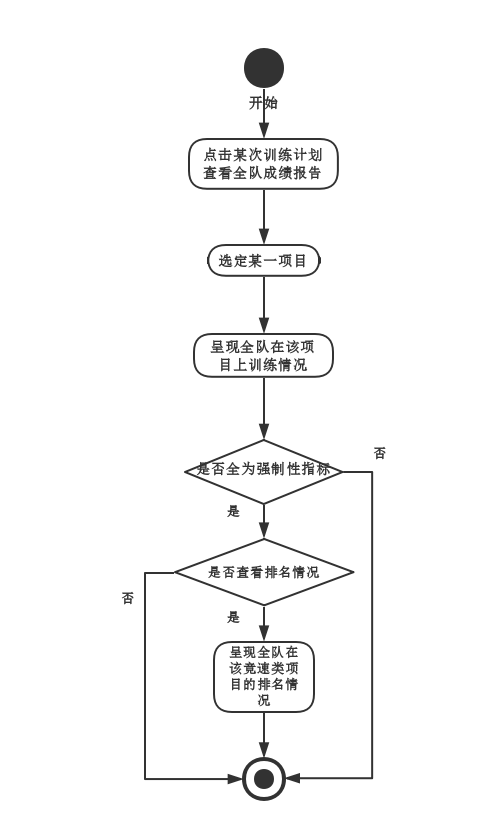 开始
点击某次训练计划
查看全队成绩报告
选定某一项目
呈现全队在该项
目上训练情况
否
是否全为强制性指标
是
是否查看排名情况
否
是
呈现全队在
该竟速类项
目的排名情
况